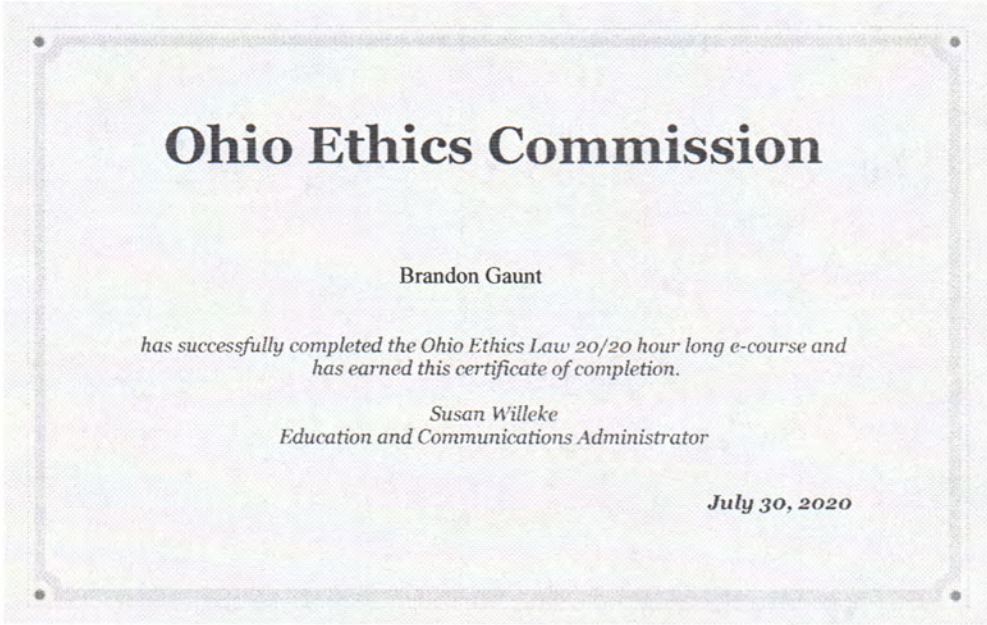 Ohio Ethics Commission
Brandon Gaunt
has successfully completed the Ohio Ethics Law 20/20 hour long e-course and
has earned this certificate of completion.
Susan Willeke
Education and Communications Administrator
July 30, 2020